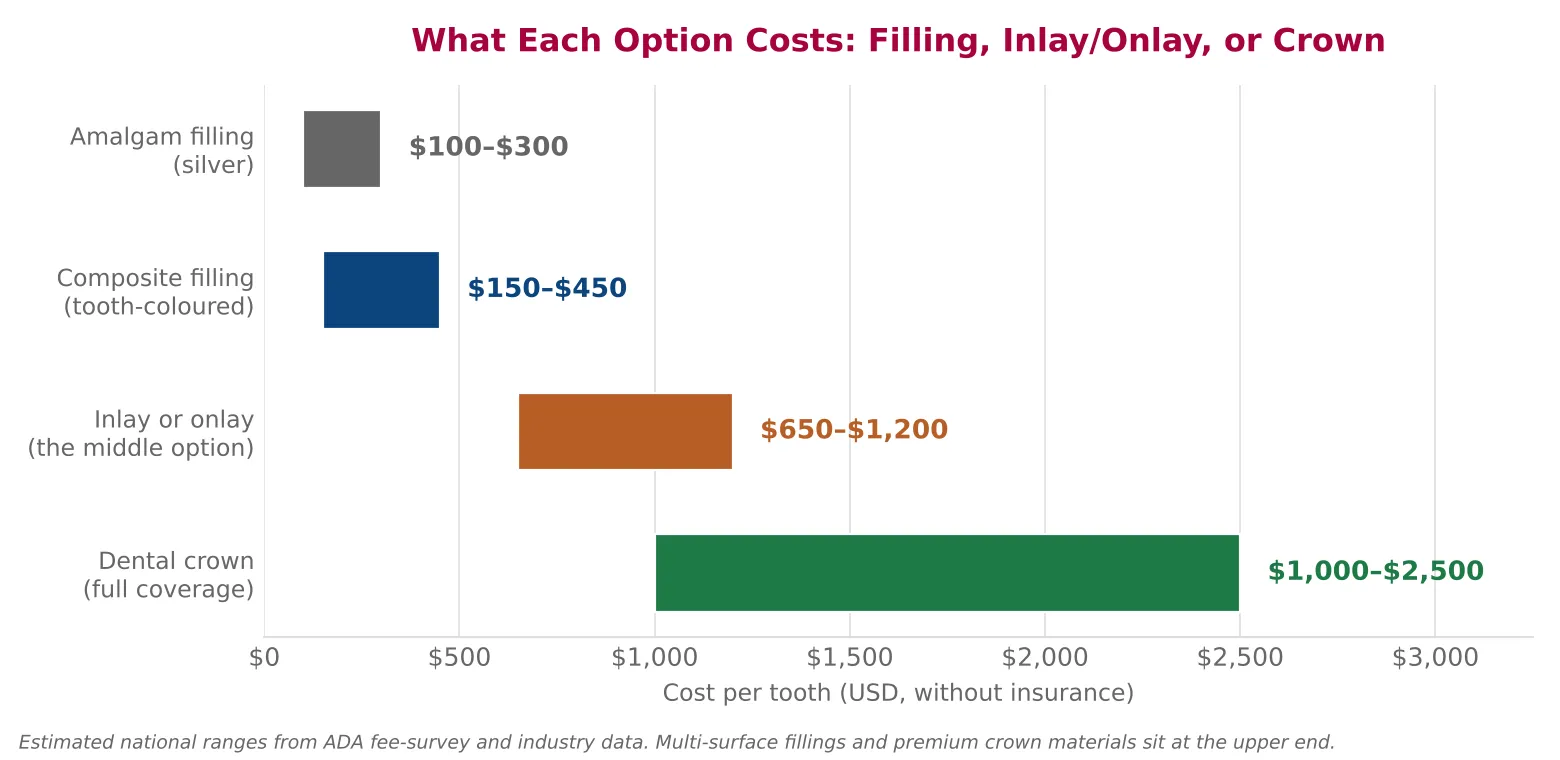 What Each Option Costs: Filling, Inlay/Onlay, or Crown
Amalgam filling
(silver)
$100–$300
Composite filling
(tooth-coloured)
$150–$450
Inlay or onlay
(the middle option)
$650–$1,200
Dental crown
(full coverage)
$1,000–$2,500
$0 $500 $1,000 $1,500 $2,000 $2,500 $3,000
Cost per tooth (USD, without insurance)
Estimated national ranges from ADA fee-survey and industry data. Multi-surface fillings and premium crown materials sit at the upper end.